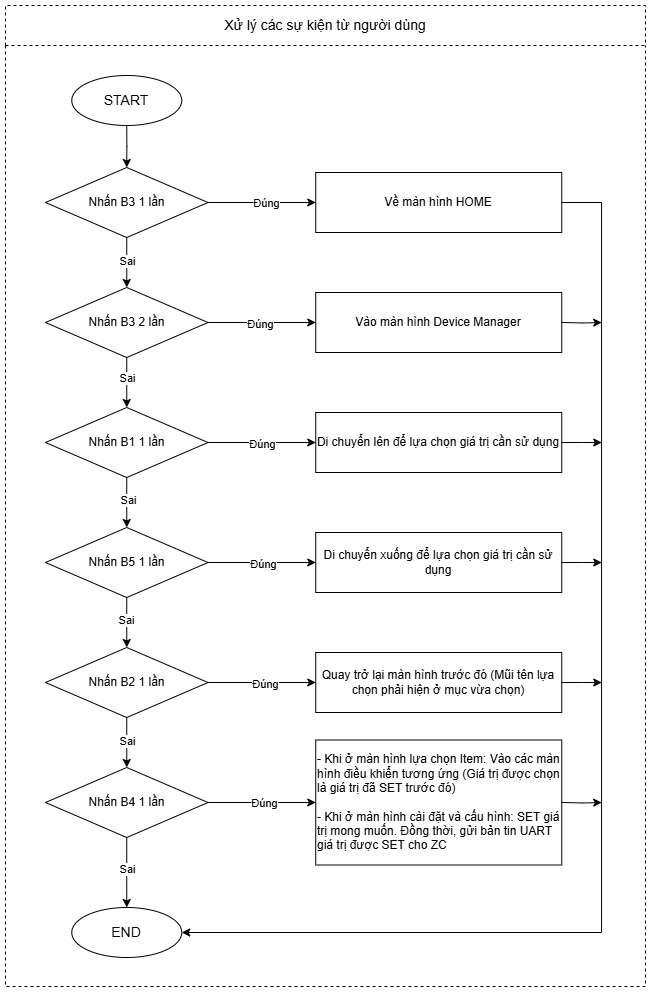 Xử lý các sự kiện từ người dùng
START
Nhấn B3 1 lần
Đúng
Về màn hình HOME
Sai
Nhấn B3 2 lần
Đúng
Vào màn hình Device Manager
Sai
Nhấn B1 1 lần
Đúng
Di chuyển lên để lựa chọn giá trị cần sử dụng
Sai
Nhấn B5 1 lần
Đúng
Di chuyển xuống để lựa chọn giá trị cần sử
dụng
Sai
Nhấn B2 1 lần
Đúng
Quay trở lại màn hình trước đó (Mũi tên lựa
chọn phải hiện ở mục vừa chọn)
Sai
Nhấn B4 1 lần
Đúng
- Khi ở màn hình lựa chọn Item: Vào các màn
hình điều khiển tương ứng (Giá trị được chọn
là giá trị đã SET trước đó)
- Khi ở màn hình cài đặt và cấu hình: SET giá
trị mong muốn. Đồng thời, gửi bản tin UART
giá trị được SET cho ZC
Sai
END